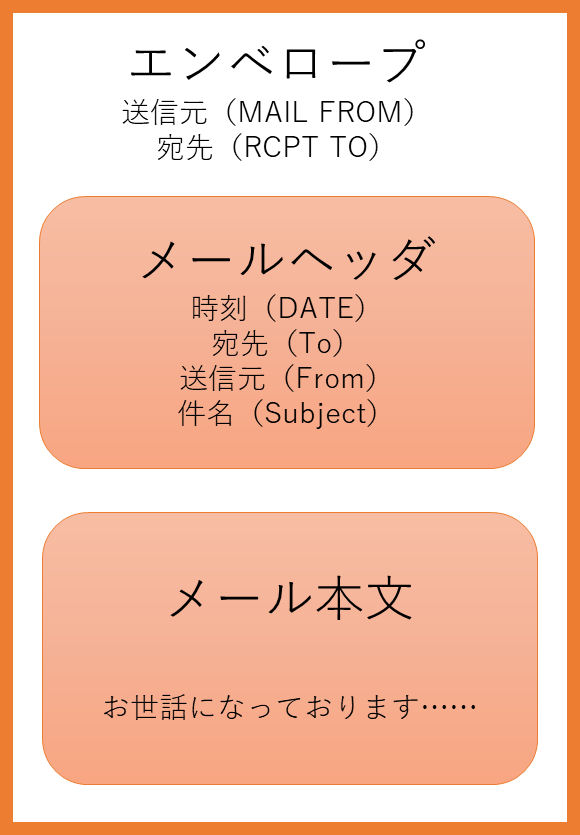 エンベロープ
送信元（MAIL FROM）
宛先（RCPT TO）
メールヘッダ
時刻（DATE）
宛先（To）
送信元（From）
件名（Subject）
メール本文
お世話になっております……